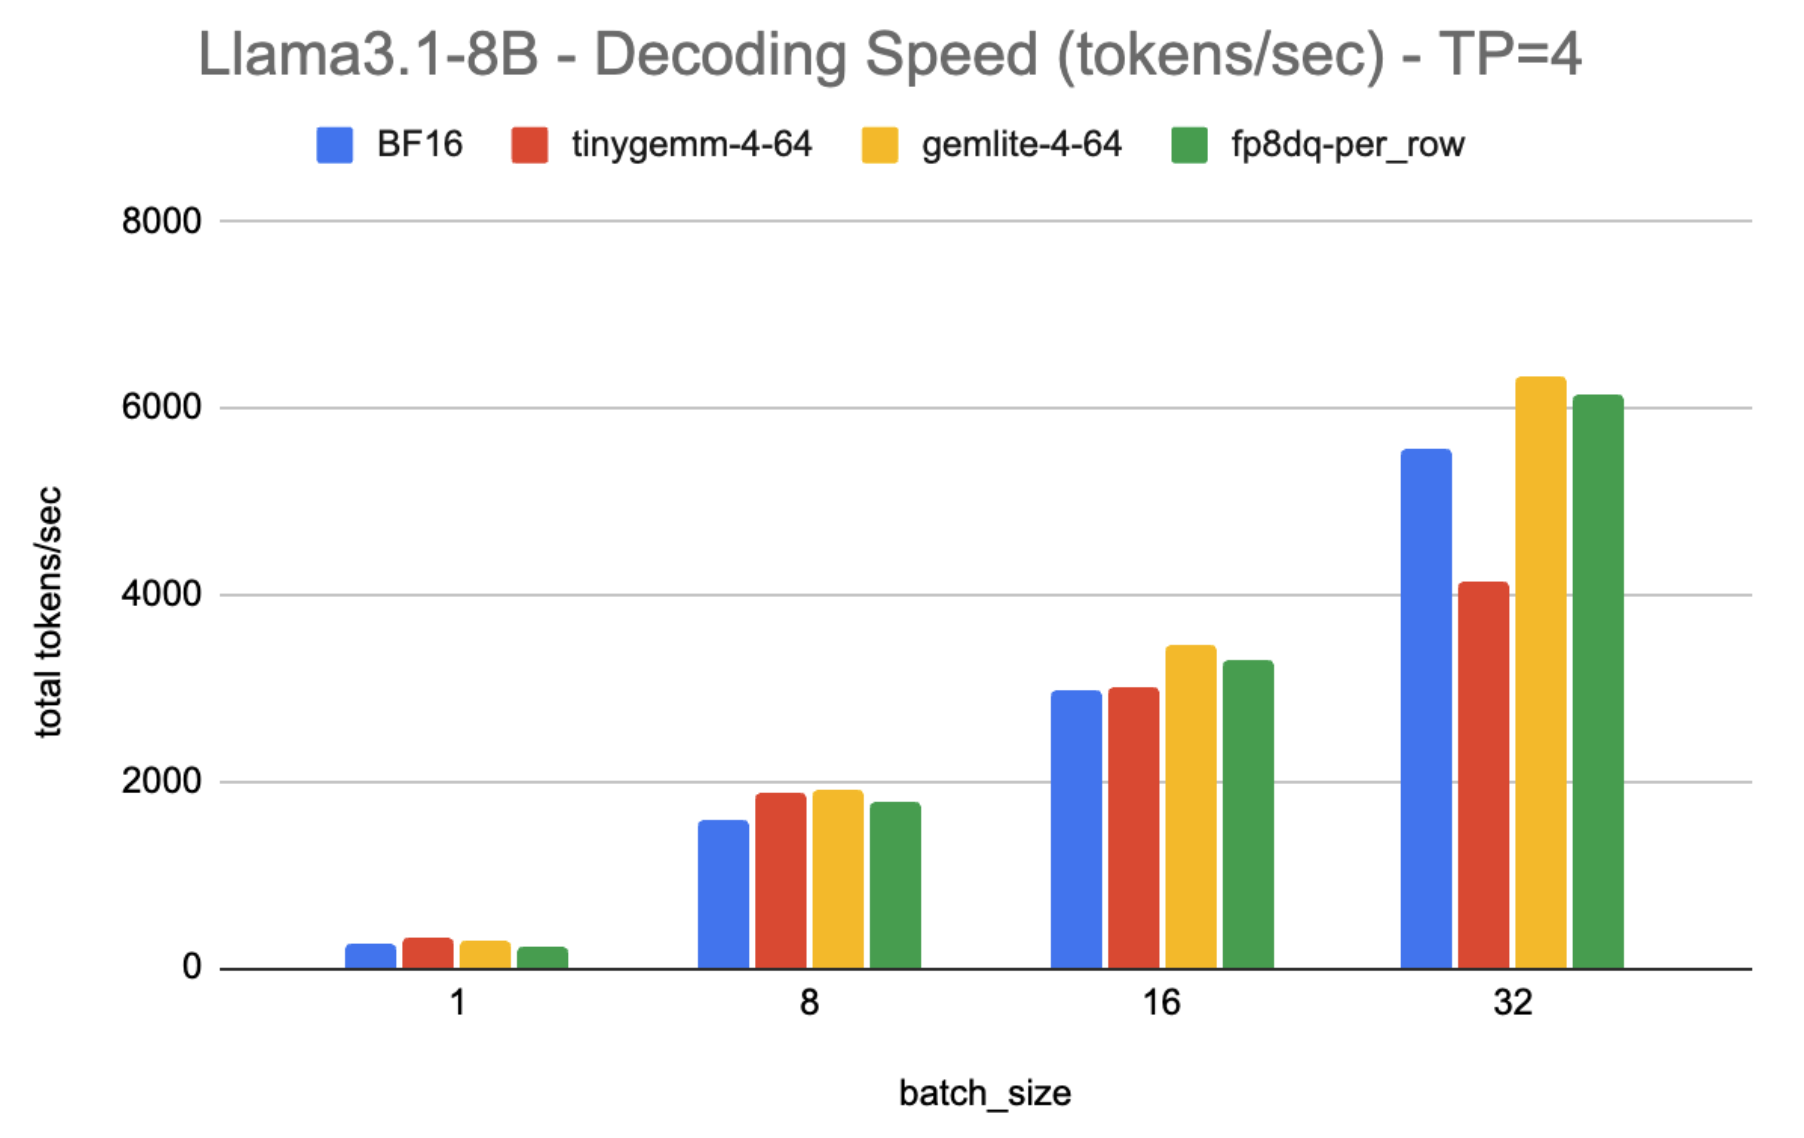 Llama3.1-8B - Decoding Speed (tokens/sec) - TP=4
BF16 tinygemm-4-64 gemlite-4-64 fp8dq-per_row
8000
6000
4000
2000
0
total tokens/sec
1 8 16 32
batch_size